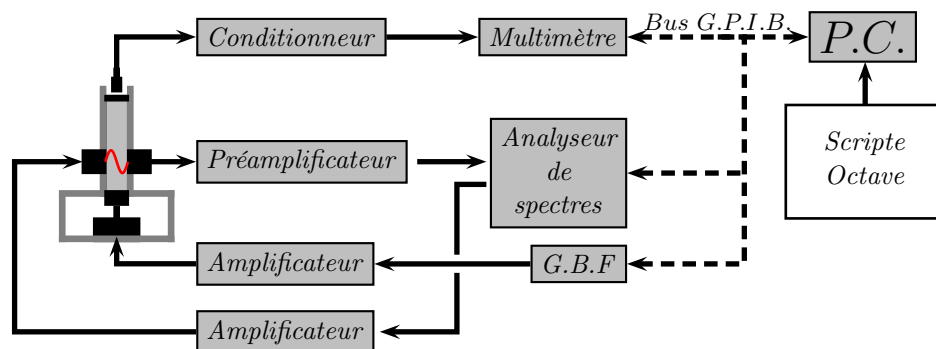 Conditionneur
Multimètre
Bus G.P.I.B.
P.C.
Préamplificateur
Analyseur
de
spectres
Scripte
Octave
Amplificateur
G.B.F
Amplificateur